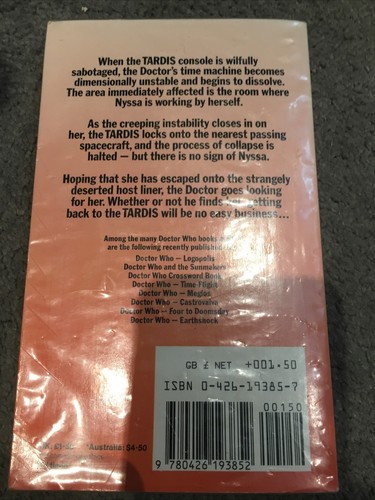 When the TARDIS console is wilfully
sabotaged, the Doctor's time machine becomes
dimensionally unstable and begins to dissolve.
The area immediately affected is the room where
Nyssa is working by herself.
As the creeping instability closes in on
her, the TARDIS locks onto the nearest passing
spacecraft, and the process of collapse is
halted — but there is no sign of Nyssa.
Hoping that she has escaped onto the strangely
deserted host liner, the Doctor goes looking
for her. Whether or not he finds her, getting
back to the TARDIS will be no easy business...
Among the many Doctor Who books
are the following recently published
Doctor Who — Logopolis
Doctor Who and the Sunmakers
Doctor Who Crossword Book
Doctor Who — Time-Flight
Doctor Who — Meglos
Doctor Who — Castrovalva
Doctor Who — Four to Doomsday
Doctor Who — Earthshock
GB £ NET +001.50
ISBN 0-426-19385-7
00150
Australia: $4.50
9 780426 193852